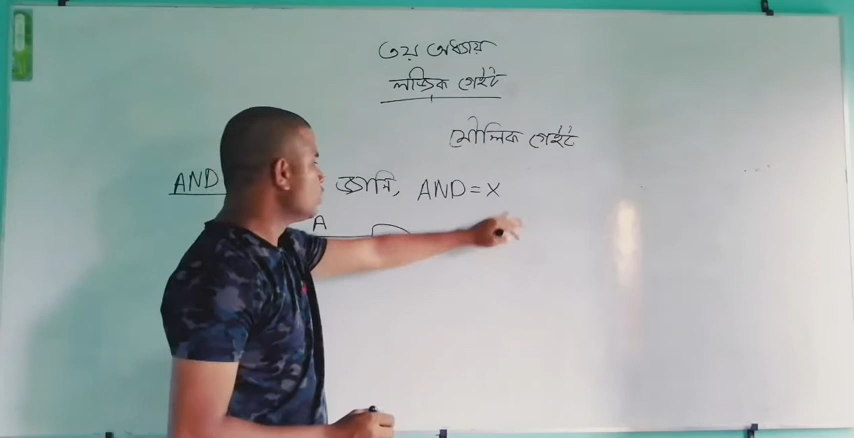 ৩য় অধ্যায়
লজিক গেইট
মৌলিক গেইট
AND জানি, AND = X
A